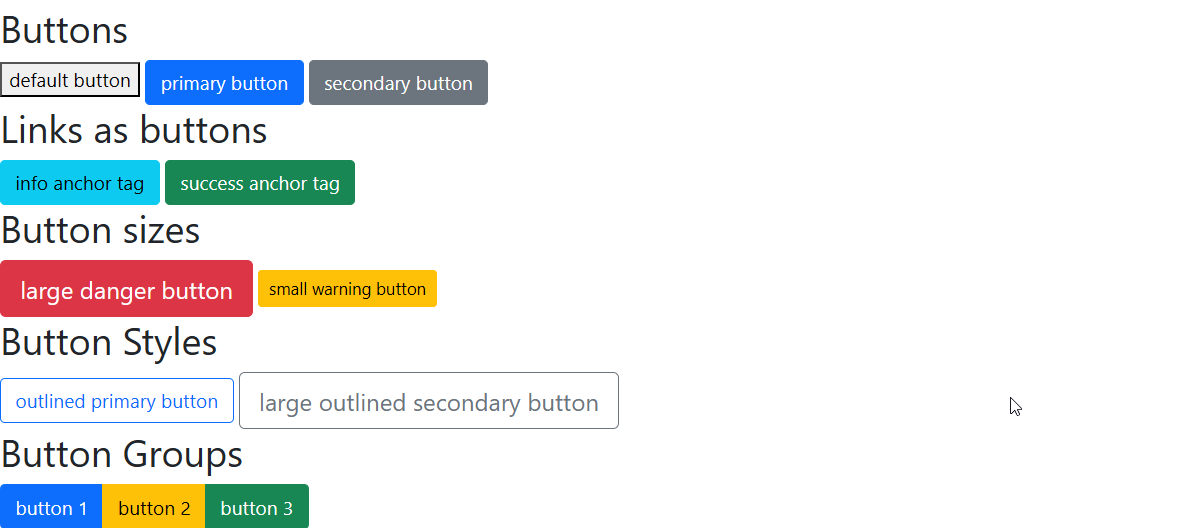 Buttons
default button primary button secondary button
Links as buttons
info anchor tag success anchor tag
Button sizes
large danger button small warning button
Button Styles
outlined primary button large outlined secondary button
Button Groups
button 1 button 2 button 3